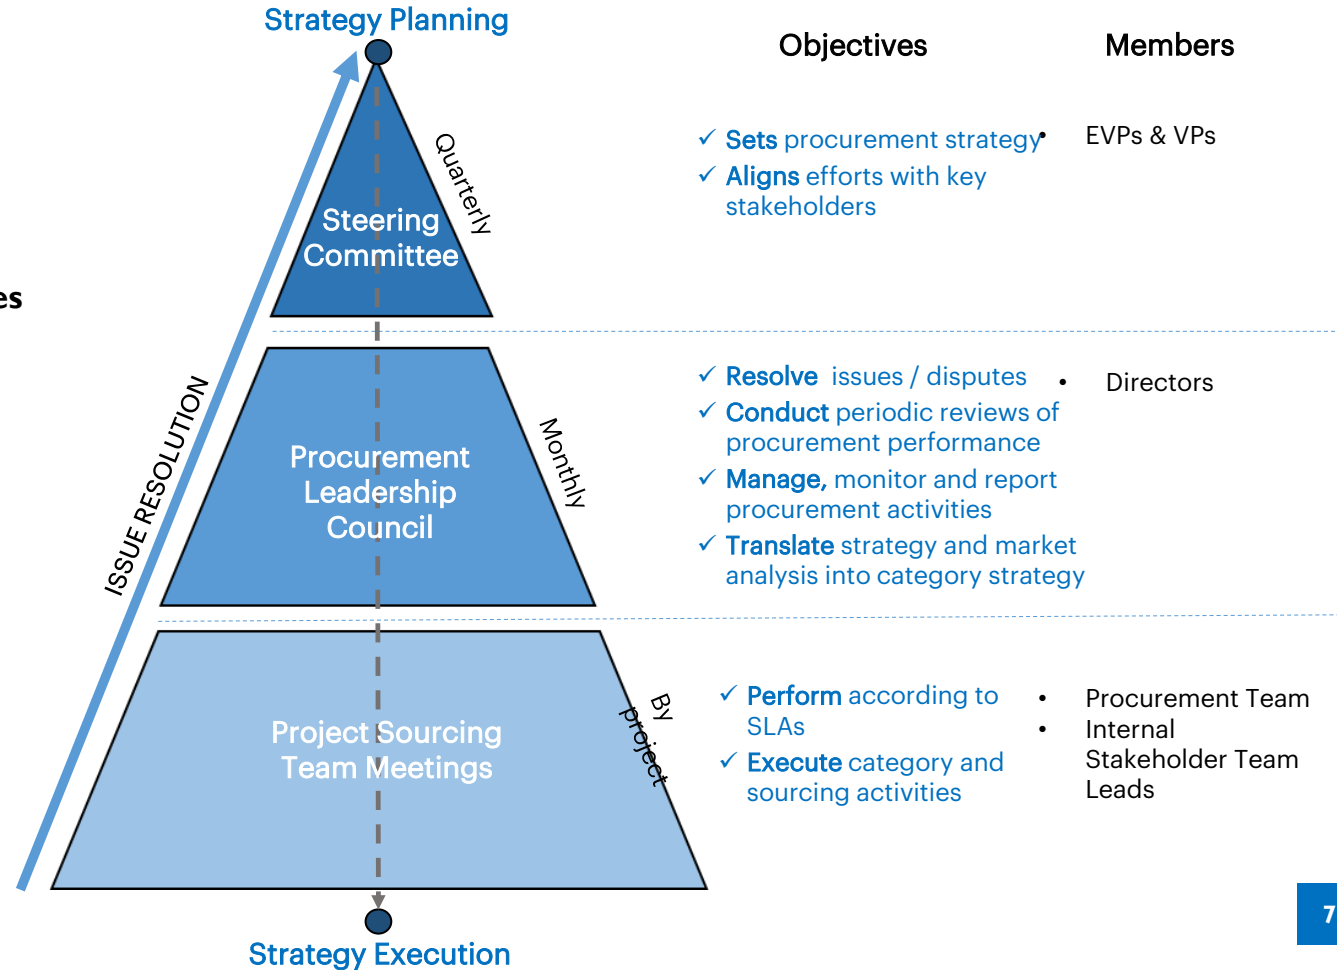 Strategy Planning
Objectives
Members
Quarterly
Steering
Committee
✓ Sets procurement strategy
✓ Aligns efforts with key
stakeholders
• EVPs & VPs
es
ISSUE RESOLUTION
Monthly
Procurement
Leadership
Council
✓ Resolve issues / disputes
✓ Conduct periodic reviews of
procurement performance
✓ Manage, monitor and report
procurement activities
✓ Translate strategy and market
analysis into category strategy
• Directors
By
project
Project Sourcing
Team Meetings
✓ Perform according to
SLAs
✓ Execute category and
sourcing activities
• Procurement Team
• Internal
Stakeholder Team
Leads
7
Strategy Execution